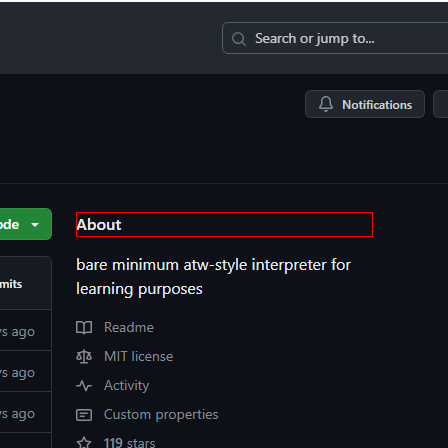 Search or jump to...
Notifications
ode
About
bare minimum atw-style interpreter for
learning purposes
mits
Readme
s ago
MIT license
s ago
Activity
s ago
Custom properties
119 stars